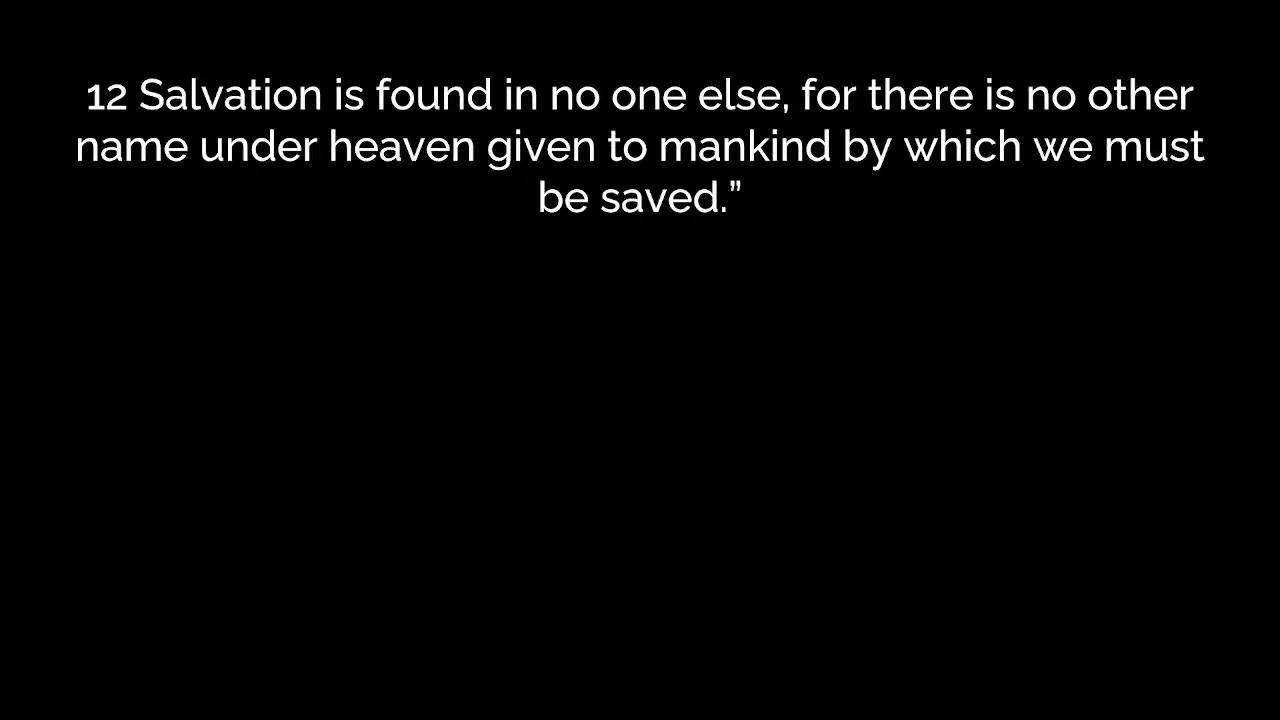 12 Salvation is found in no one else, for there is no other
name under heaven given to mankind by which we must
be saved.”